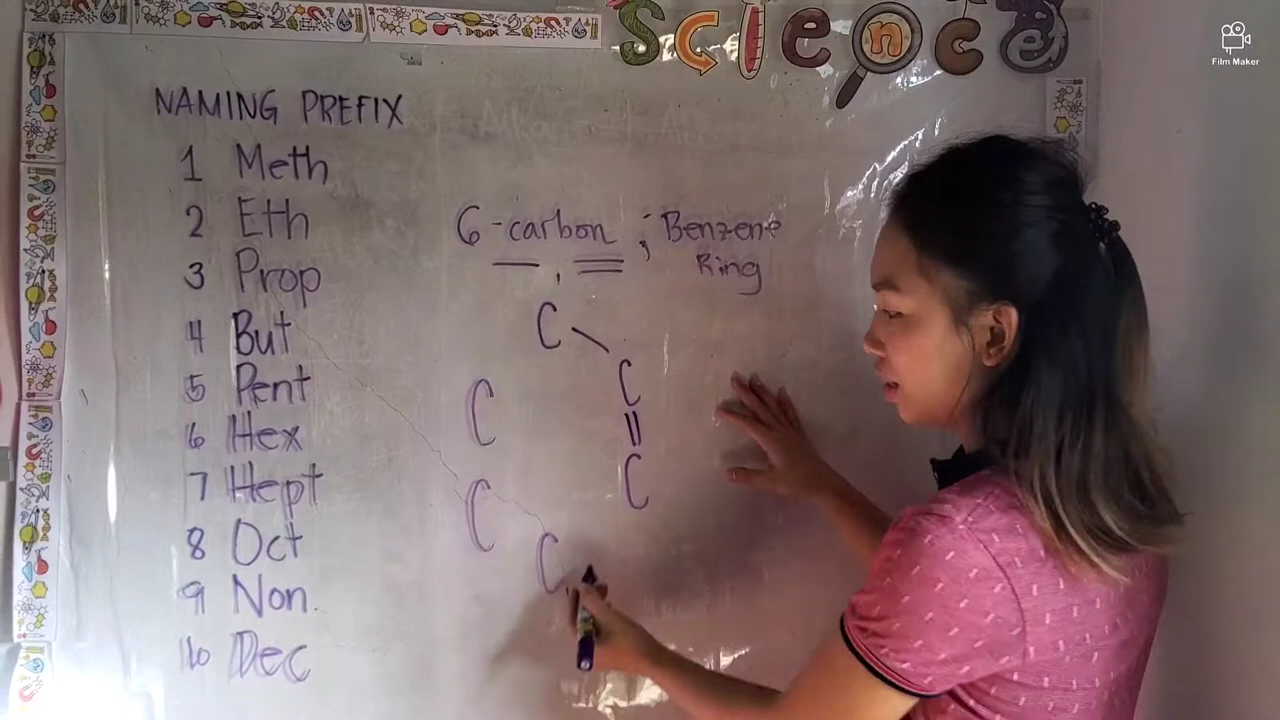 Science
Film Maker
NAMING PREFIX
1 Meth
2 Eth
3 Prop
4 But
5 Pent
6 Hex
7 Hept
8 Oct
9 Non
10 Dec
6-carbon ; Benzene
Ring
C
C
C
C
C
C